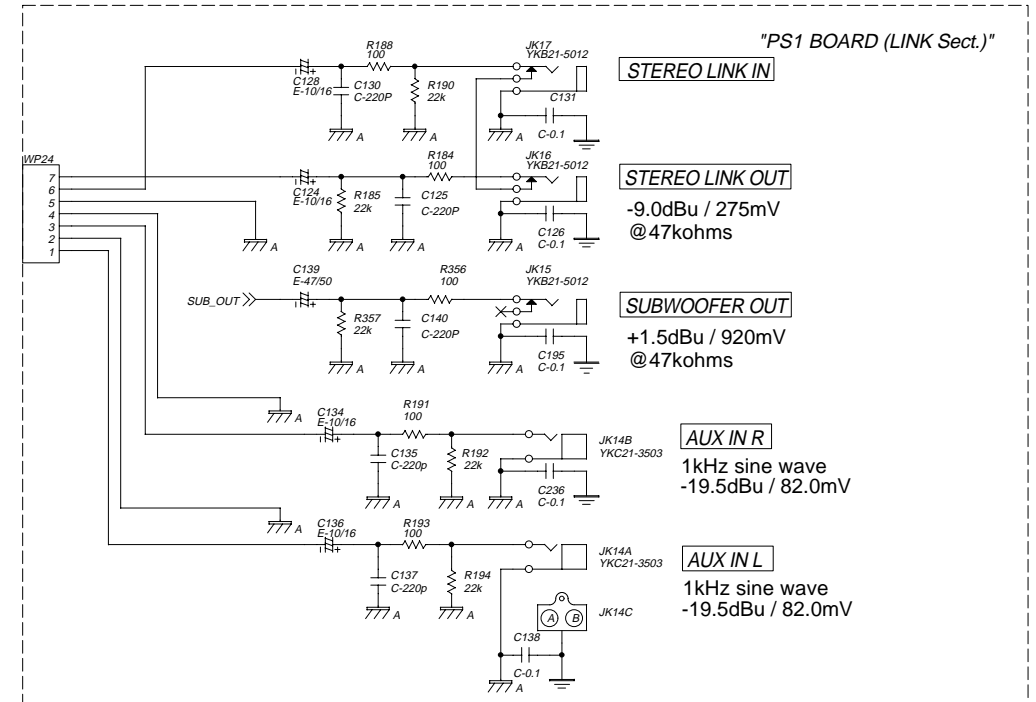 "PS1 BOARD (LINK Sect.)"
R188
100
JK17
YKB21-5012
STEREO LINK IN
C128
E-10/16
C130
C-220P
R190
22k
C131
C-0.1
A
A
A
WP24
7
6
5
4
3
2
1
R184
100
JK16
YKB21-5012
STEREO LINK OUT
-9.0dBu / 275mV
@47kohms
C124
E-10/16
R185
22k
C125
C-220P
C126
C-0.1
A
A
A
A
C139
E-47/50
R356
100
JK15
YKB21-5012
SUBWOOFER OUT
+1.5dBu / 920mV
@47kohms
SUB_OUT
R357
22k
C140
C-220P
C195
C-0.1
A
A
A
A
C134
E-10/16
R191
100
JK14B
YKC21-3503
AUX IN R
1kHz sine wave
-19.5dBu / 82.0mV
C135
C-220p
R192
22k
C236
C-0.1
A
A
A
A
C136
E-10/16
R193
100
JK14A
YKC21-3503
AUX IN L
1kHz sine wave
-19.5dBu / 82.0mV
C137
C-220p
R194
22k
A
A
A B
JK14C
C138
C-0.1
A